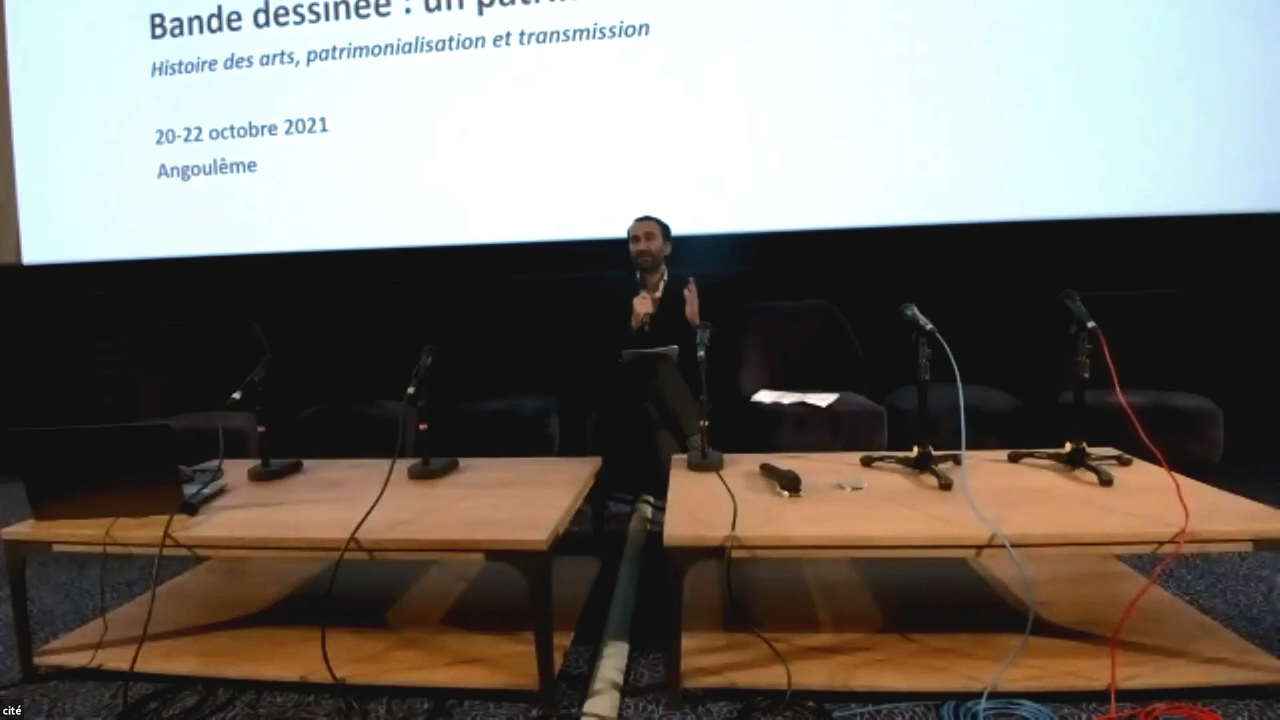 Bande dessinée : un
Histoire des arts, patrimonialisation et transmission
20-22 octobre 2021
Angoulême
cité